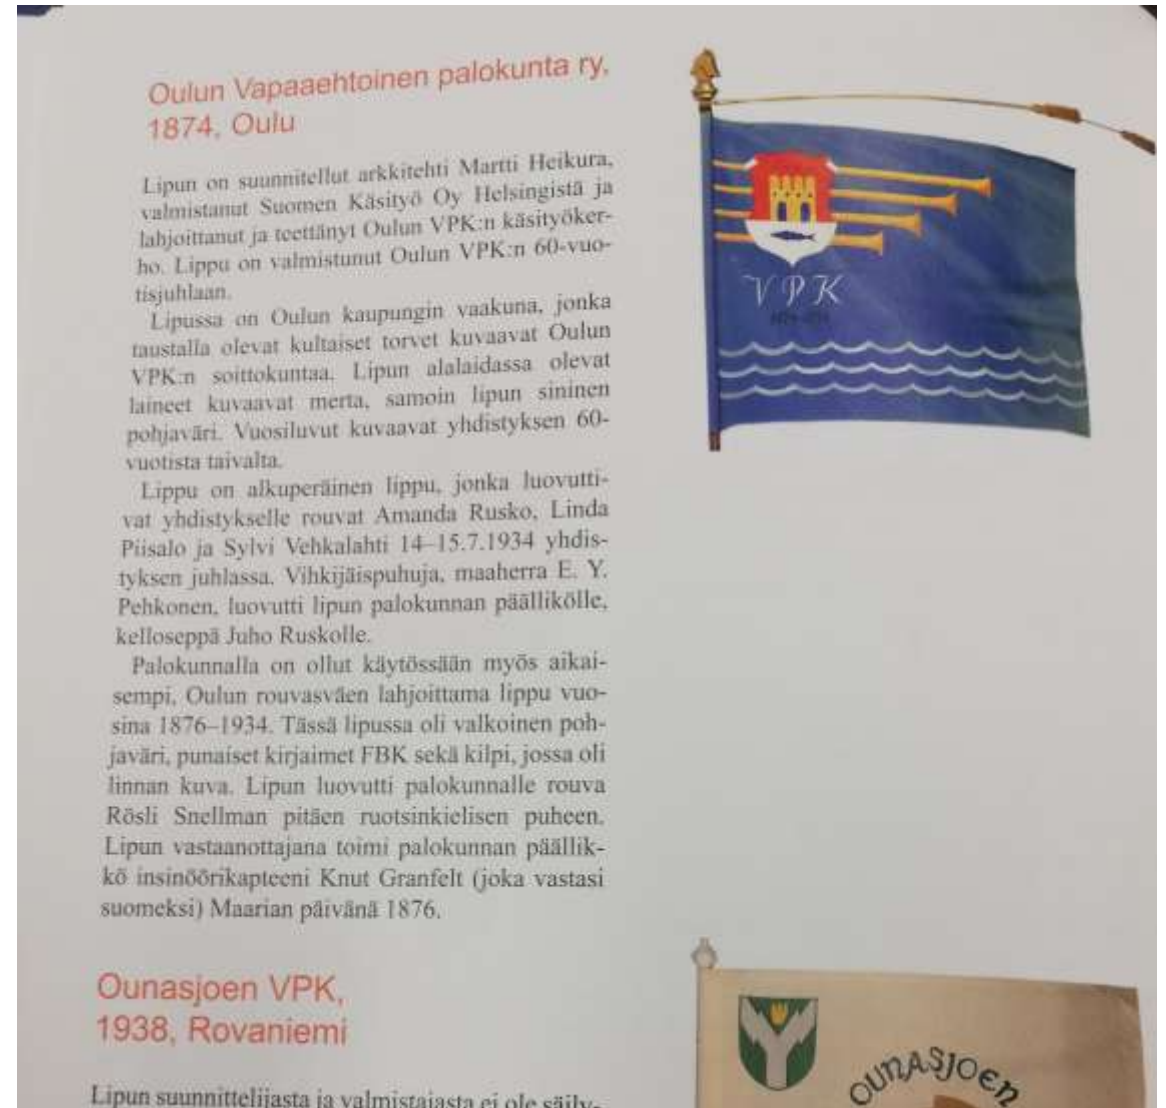 Oulun Vapaaehtoinen palokunta ry,
1874, Oulu
Lipun on suunnitellut arkkitehti Martti Heikura,
valmistanut Suomen Käsityö Oy Helsingistä ja
lahjoittanut ja teettänyt Oulun VPK:n käsityöker-
ho. Lippu on valmistunut Oulun VPK:n 60-vuo-
tisjuhlaan.
Lipussa on Oulun kaupungin vaakuna, jonka
taustalla olevat kultaiset torvet kuvaavat Oulun
VPK:n soittokuntaa. Lipun alalaidassa olevat
laineet kuvaavat merta, samoin lipun sininen
pohjaväri. Vuosiluvut kuvaavat yhdistyksen 60-
vuotista taivalta.
Lippu on alkuperäinen lippu, jonka luovutti-
vat yhdistykselle rouvat Amanda Rusko, Linda
Piisalo ja Sylvi Vehkalahti 14–15.7.1934 yhdis-
tyksen juhlassa. Vihkijäispuhuja, maaherra E. Y.
Pehkonen, luovutti lipun palokunnan päällikölle,
kelloseppä Juho Ruskolle.
Palokunnalla on ollut käytössään myös aikai-
sempi, Oulun rouvasväen lahjoittama lippu vuo-
sina 1876–1934. Tässä lipussa oli valkoinen poh-
javäri, punaiset kirjaimet FBK sekä kilpi, jossa oli
linnan kuva. Lipun luovutti palokunnalle rouva
Rösli Snellman pitäen ruotsinkielisen puheen.
Lipun vastaanottajana toimi palokunnan päällik-
kö insinöörikapteeni Knut Granfelt (joka vastasi
suomeksi) Maarian päivänä 1876.
VPK
Ounasjoen VPK,
1938, Rovaniemi
Lipun suunnittelijasta ja valmistajasta ei ole säily-
OUNASJOEN